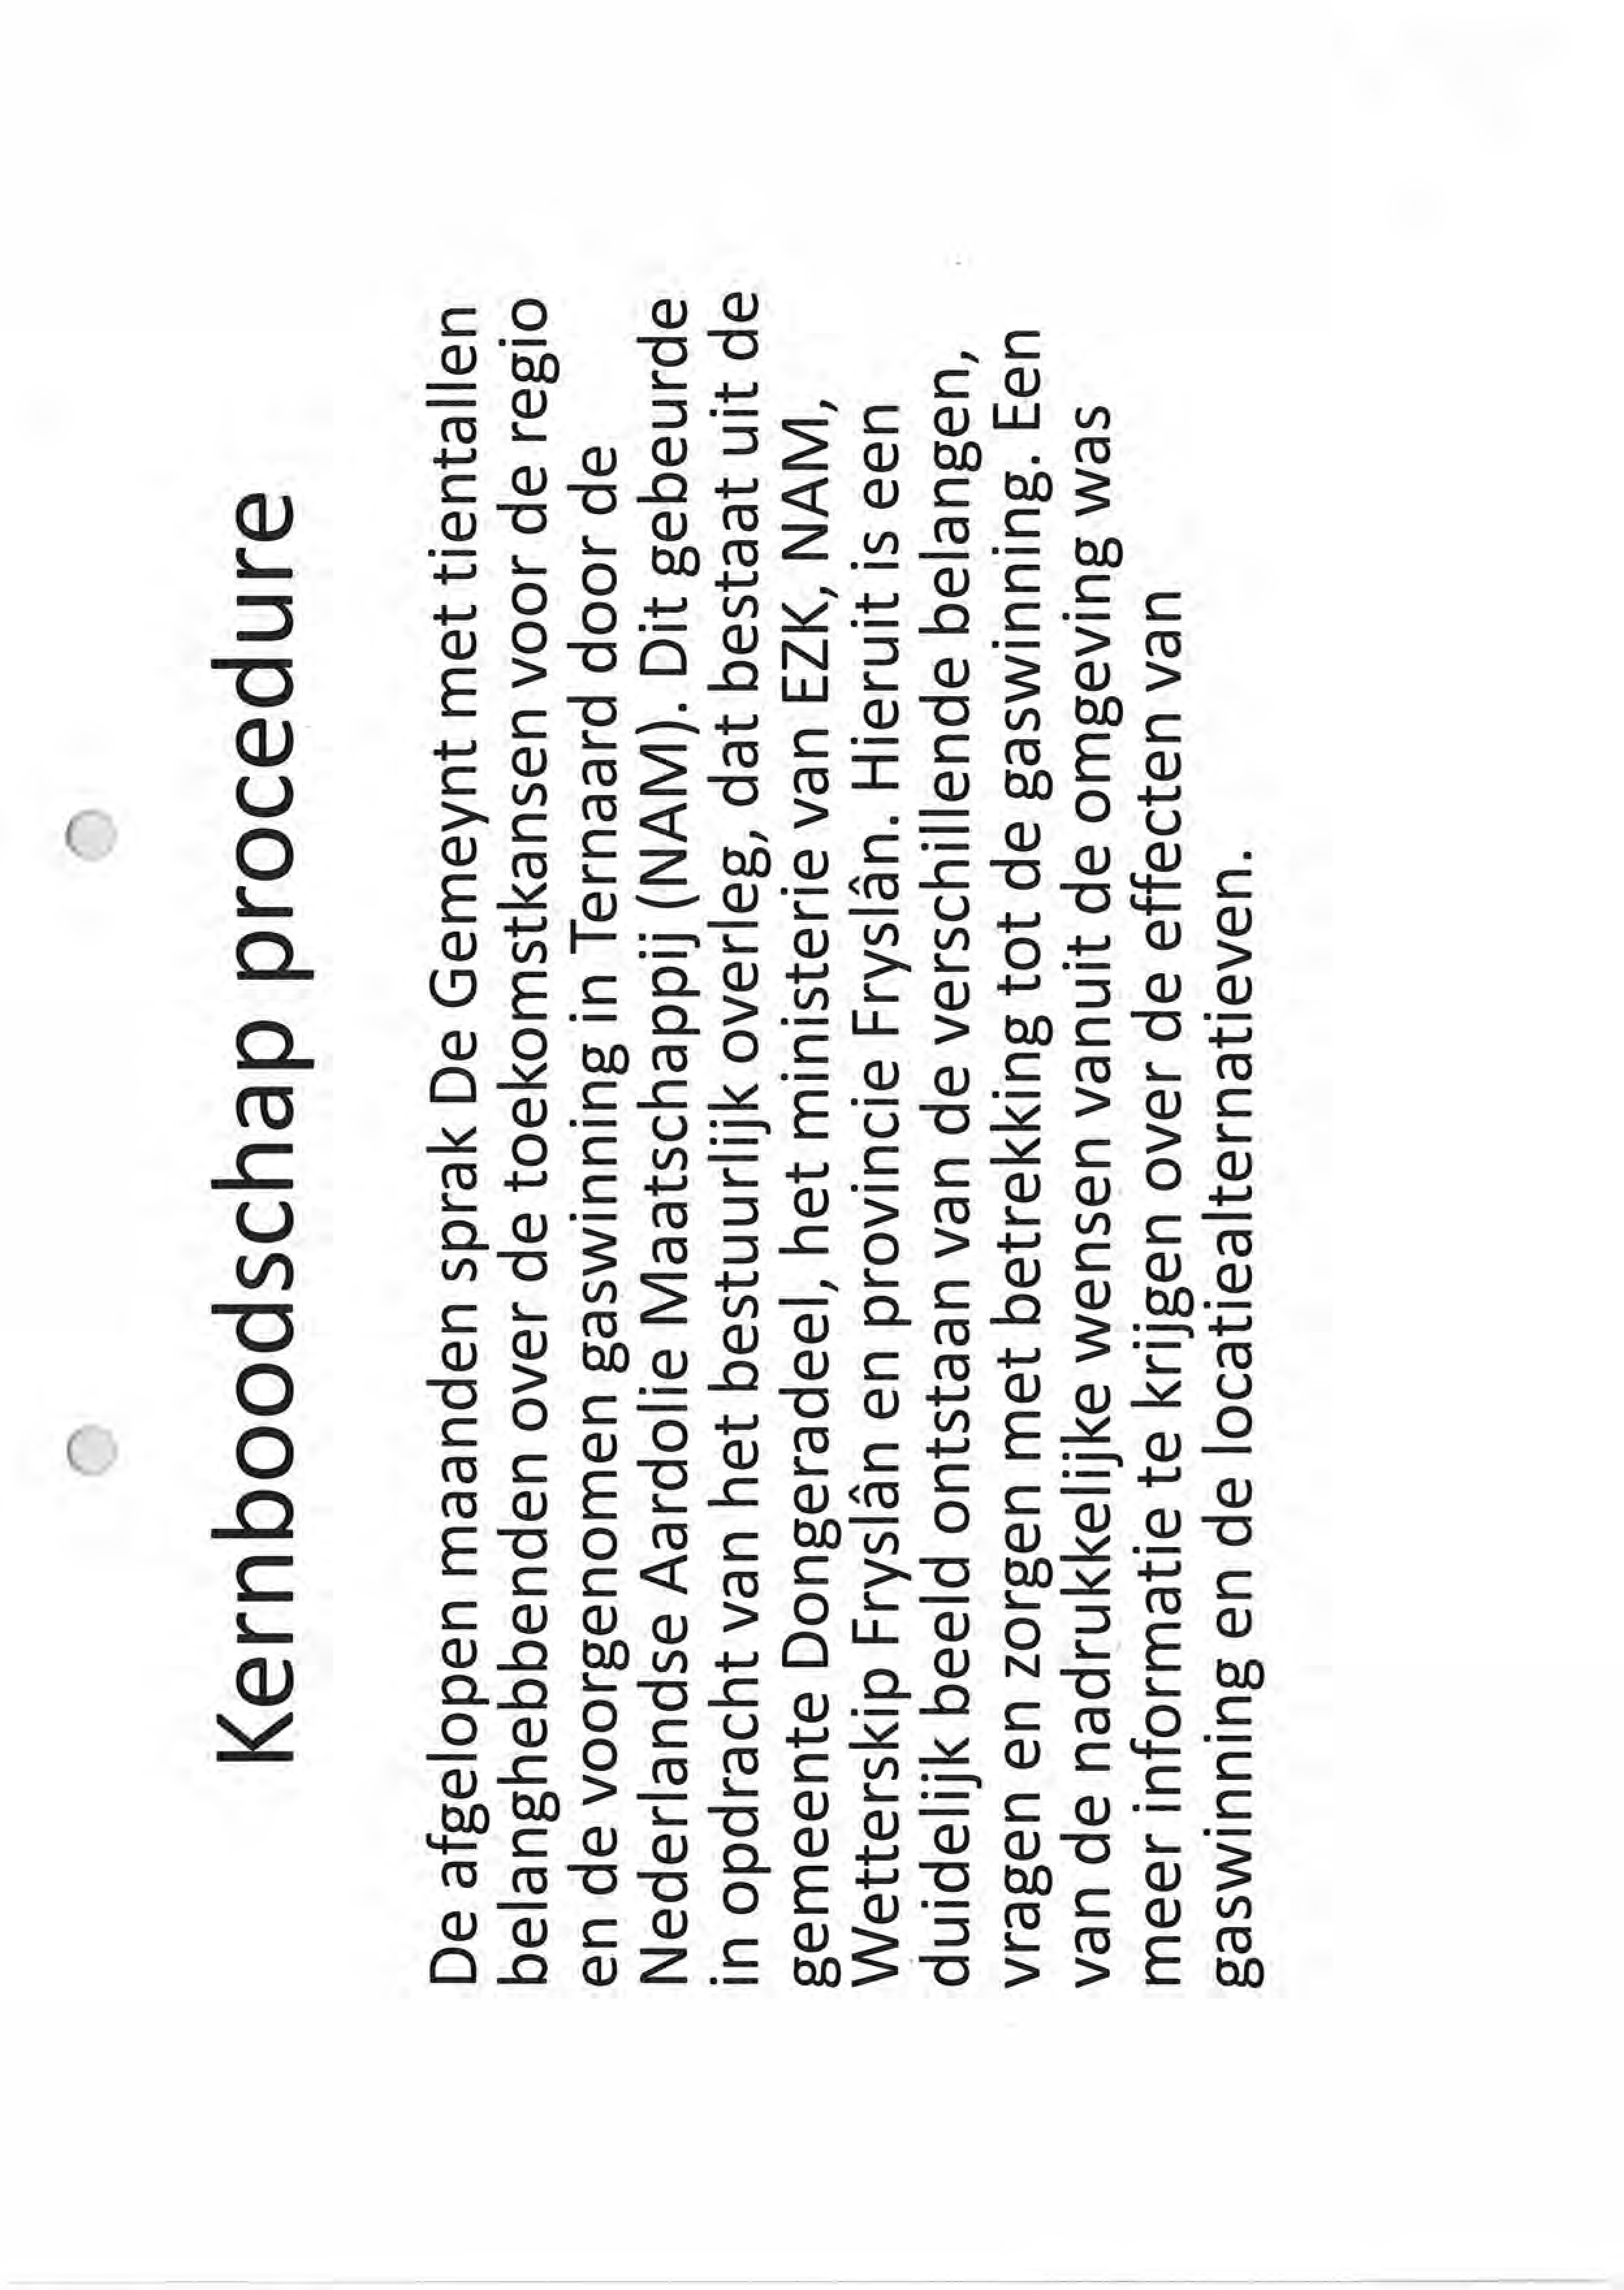 Kernboodschap procedure
De afgelopen maanden sprak De Gemeynt met tientallen
belanghebbenden over de toekomstkansen voor de regio
en de voorgenomen gaswinning in Ternaard door de
Nederlandse Aardolie Maatschappij (NAM). Dit gebeurde
in opdracht van het bestuurlijk overleg, dat bestaat uit de
gemeente Dongeradeel, het ministerie van EZK, NAM,
Wetterskip Fryslân en provincie Fryslân. Hieruit is een
duidelijk beeld ontstaan van de verschillende belangen,
vragen en zorgen met betrekking tot de gaswinning. Een
van de nadrukkelijke wensen vanuit de omgeving was
meer informatie te krijgen over de effecten van
gaswinning en de locatiealternatieven.